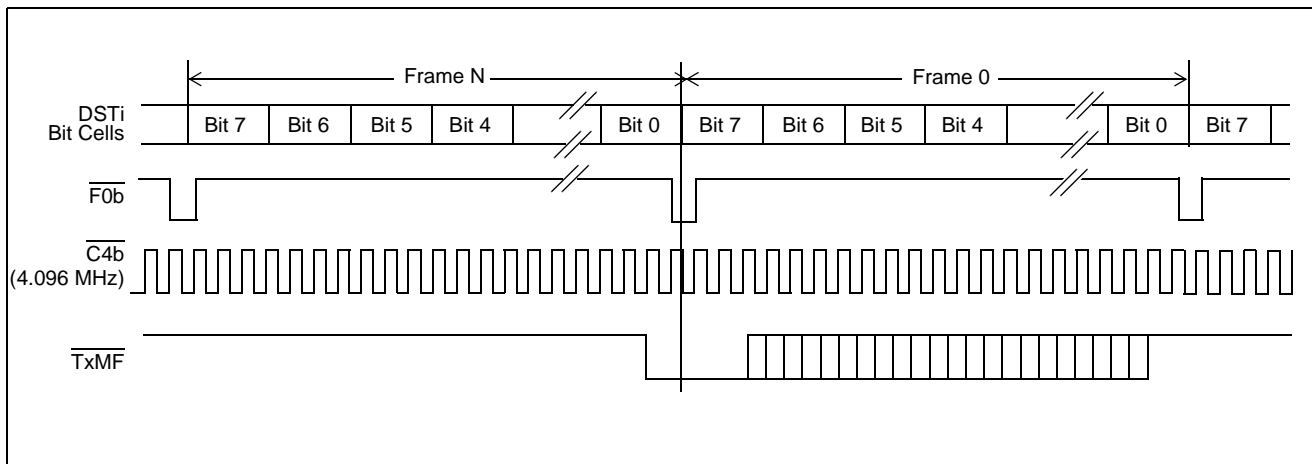 Frame N Frame 0
DSTi
Bit Cells
Bit 7 Bit 6 Bit 5 Bit 4 Bit 0 Bit 7 Bit 6 Bit 5 Bit 4 Bit 0 Bit 7
F0b
C4b
(4.096 MHz)
TxMF